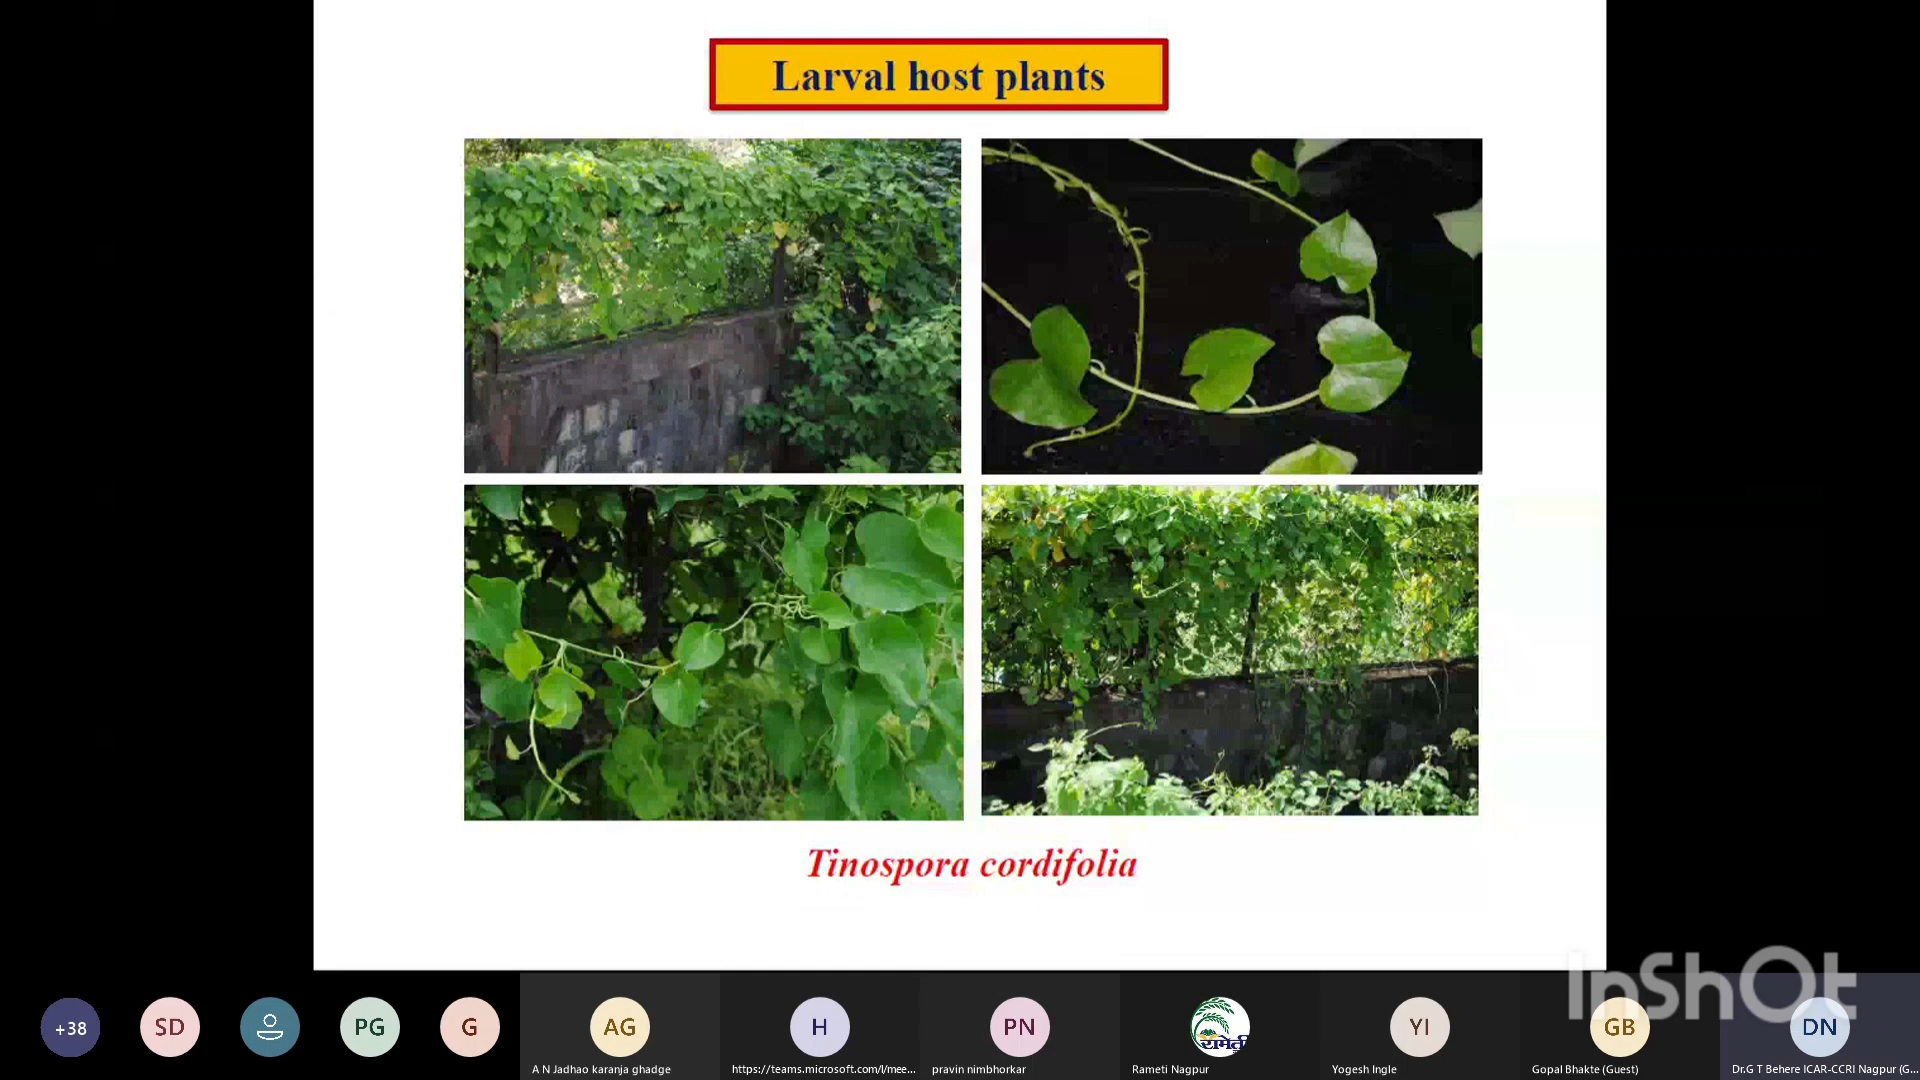 Larval host plants
Tinospora cordifolia
InShOt
+38
SD
PG
G
AG
H
PN
रामेती
YI
GB
DN
A N Jadhao karanja ghadge
https://teams.microsoft.com/l/mee...
pravin nimbhorkar
Rameti Nagpur
Yogesh Ingle
Gopal Bhakte (Guest)
Dr.G T Behere ICAR-CCRI Nagpur (G...